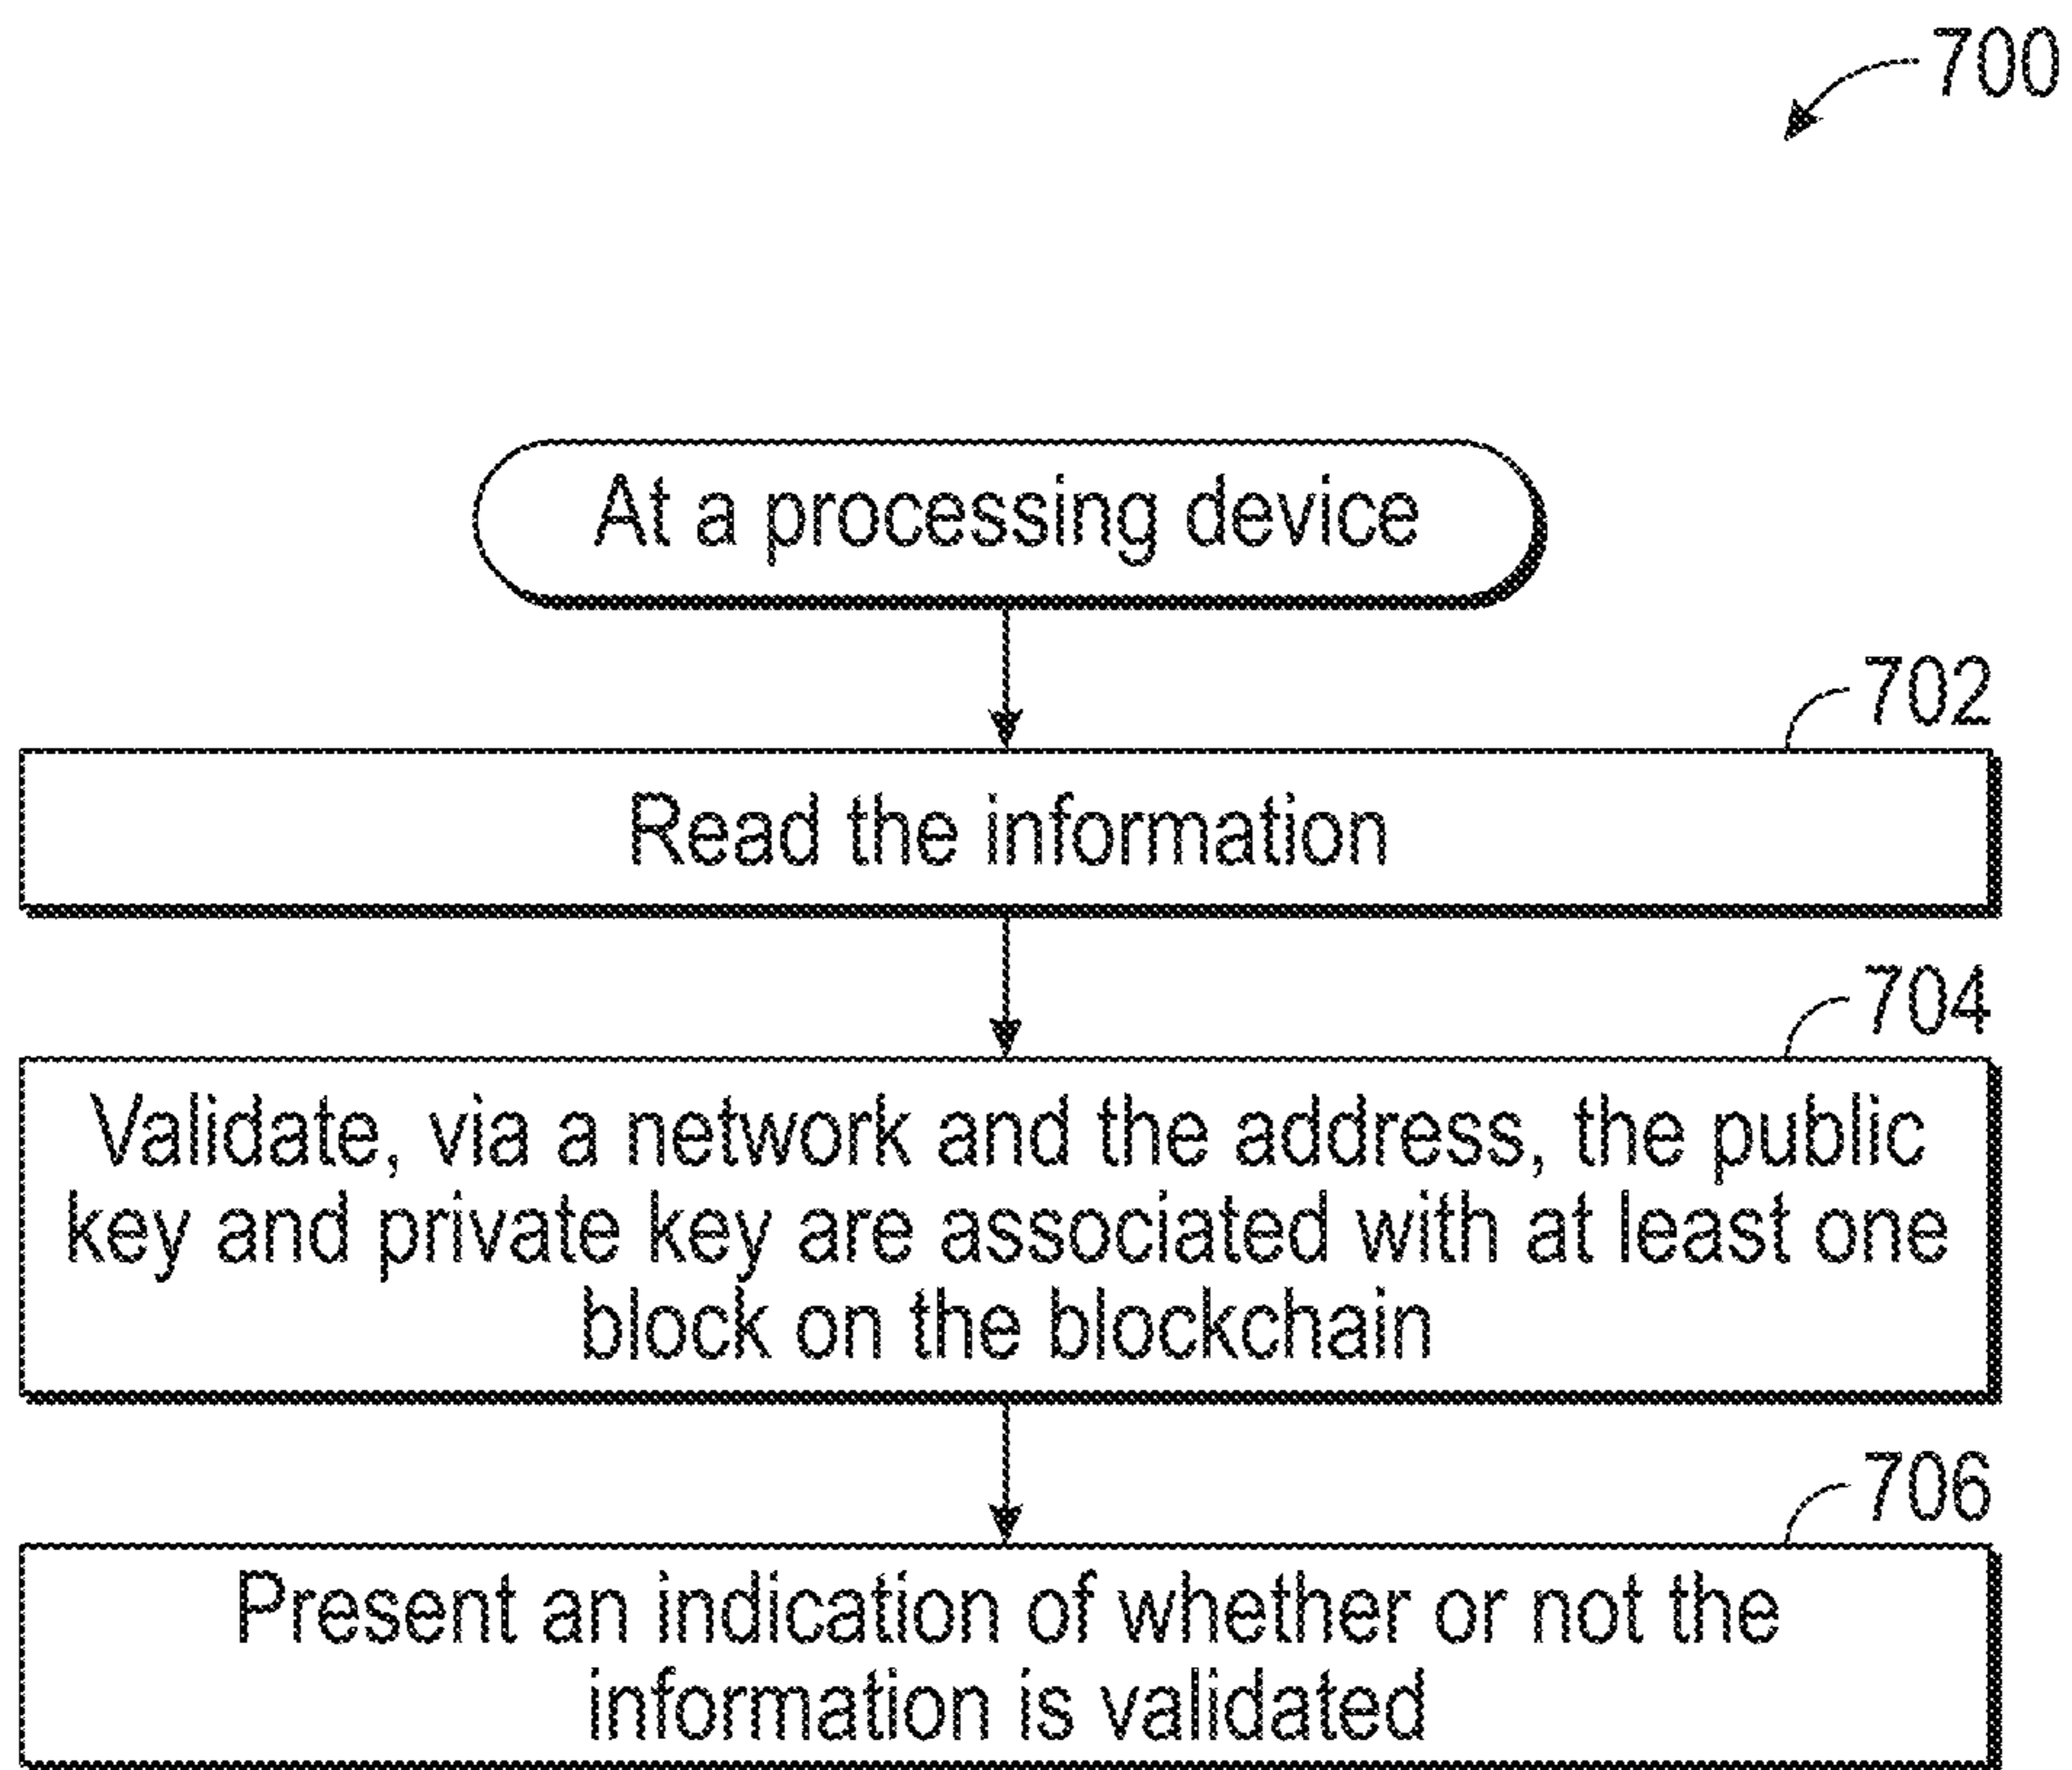 700
At a processing device
702
Read the information
704
Validate, via a network and the address, the public
key and private key are associated with at least one
block on the blockchain
706
Present an indication of whether or not the
information is validated